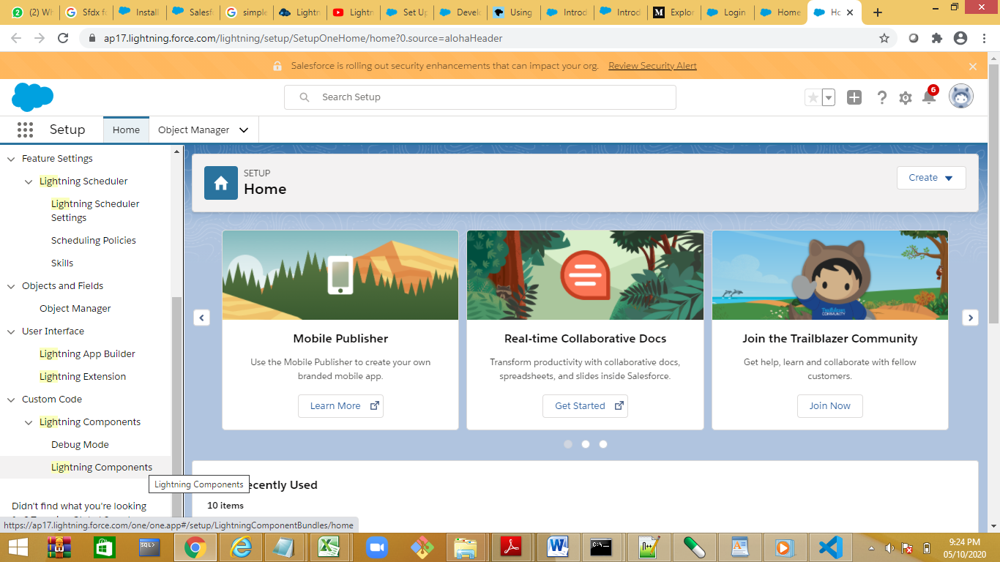 (2) Wh
Sfdx fo
Install
Salesf
simple
Lightn
Lightn
Set Up
Develo
Using
Introd
Introd
Explor
Login
Home
Ho
ap17.lightning.force.com/lightning/setup/SetupOneHome/home?0.source=alohaHeader
Salesforce is rolling out security enhancements that can impact your org. Review Security Alert
Search Setup
6
Setup
Home
Object Manager
Feature Settings
Lightning Scheduler
Lightning Scheduler
Settings
Scheduling Policies
Skills
Objects and Fields
Object Manager
User Interface
Lightning App Builder
Lightning Extension
Custom Code
Lightning Components
Debug Mode
Lightning Components
Lightning Components
Didn't find what you're looking
https://ap17.lightning.force.com/one/one.app#/setup/LightningComponentBundles/home
SETUP
Home
Create
Mobile Publisher
Use the Mobile Publisher to create your own
branded mobile app.
Learn More
Real-time Collaborative Docs
Transform productivity with collaborative docs,
spreadsheets, and slides inside Salesforce.
Get Started
Trailblazer
COMMUNITY
Join the Trailblazer Community
Get help, learn and collaborate with fellow
customers.
Join Now
ecently Used
10 items
SQL>
9:24 PM
05/10/2020